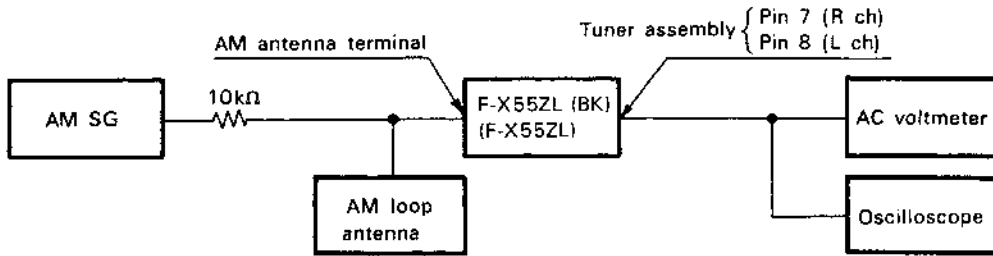 Tuner assembly { Pin 7 (R ch)
Pin 8 (L ch)
AM antenna terminal
AM SG
10kΩ
F-X55ZL (BK)
(F-X55ZL)
AC voltmeter
AM loop
antenna
Oscilloscope